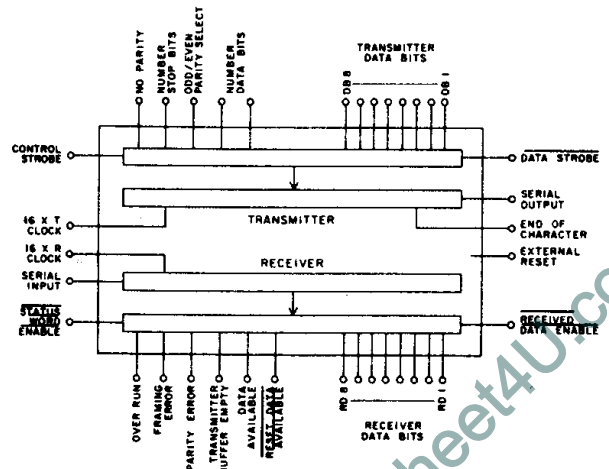 NO PARITY
NUMBER
STOP BITS
ODD/EVEN
PARITY SELECT
NUMBER
DATA BITS
TRANSMITTER
DATA BITS
DB 8
DB 1
CONTROL
STROBE
DATA STROBE
SERIAL
OUTPUT
16 X T
CLOCK
TRANSMITTER
END OF
CHARACTER
16 X R
CLOCK
RECEIVER
EXTERNAL
RESET
SERIAL
INPUT
STATUS
WORD
ENABLE
RECEIVED
DATA ENABLE
OVER RUN
FRAMING
ERROR
PARITY ERROR
TRANSMITTER
BUFFER EMPTY
DATA
AVAILABLE
RESET DATA
AVAILABLE
RD 8
RD 1
RECEIVER
DATA BITS
heet4U.co